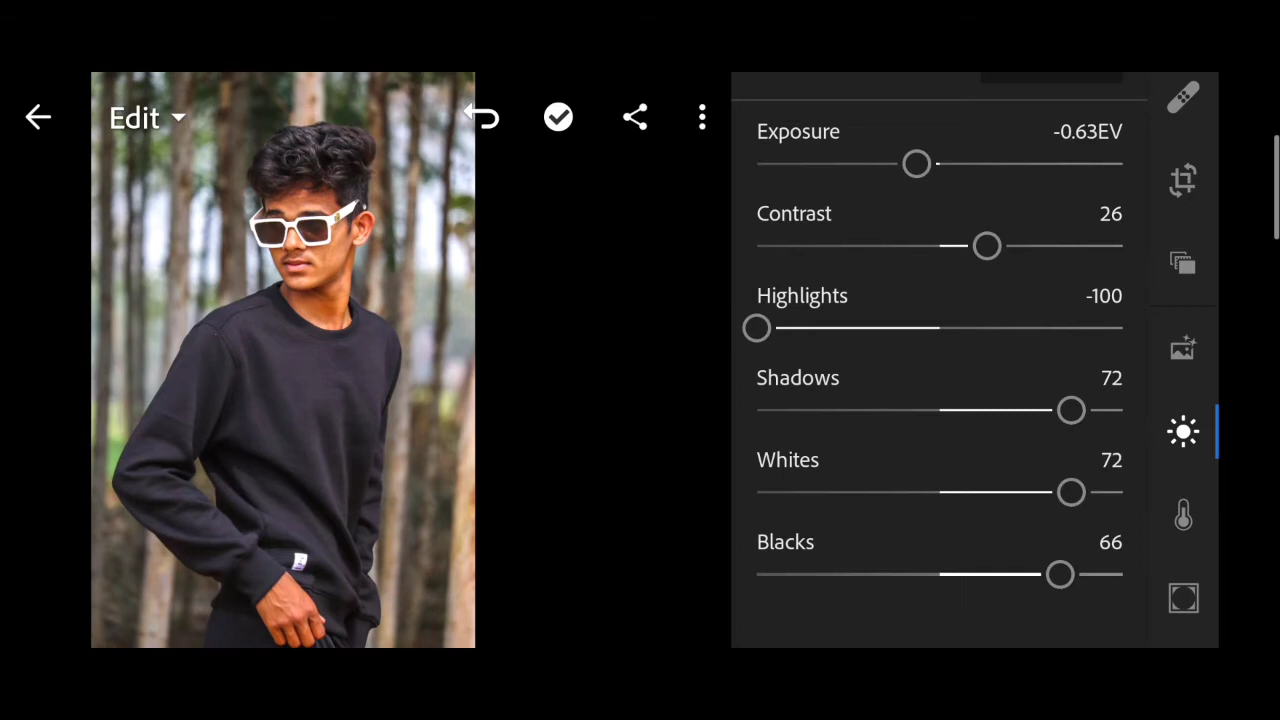 Edit
Exposure -0.63EV
Contrast 26
Highlights -100
Shadows 72
Whites 72
Blacks 66